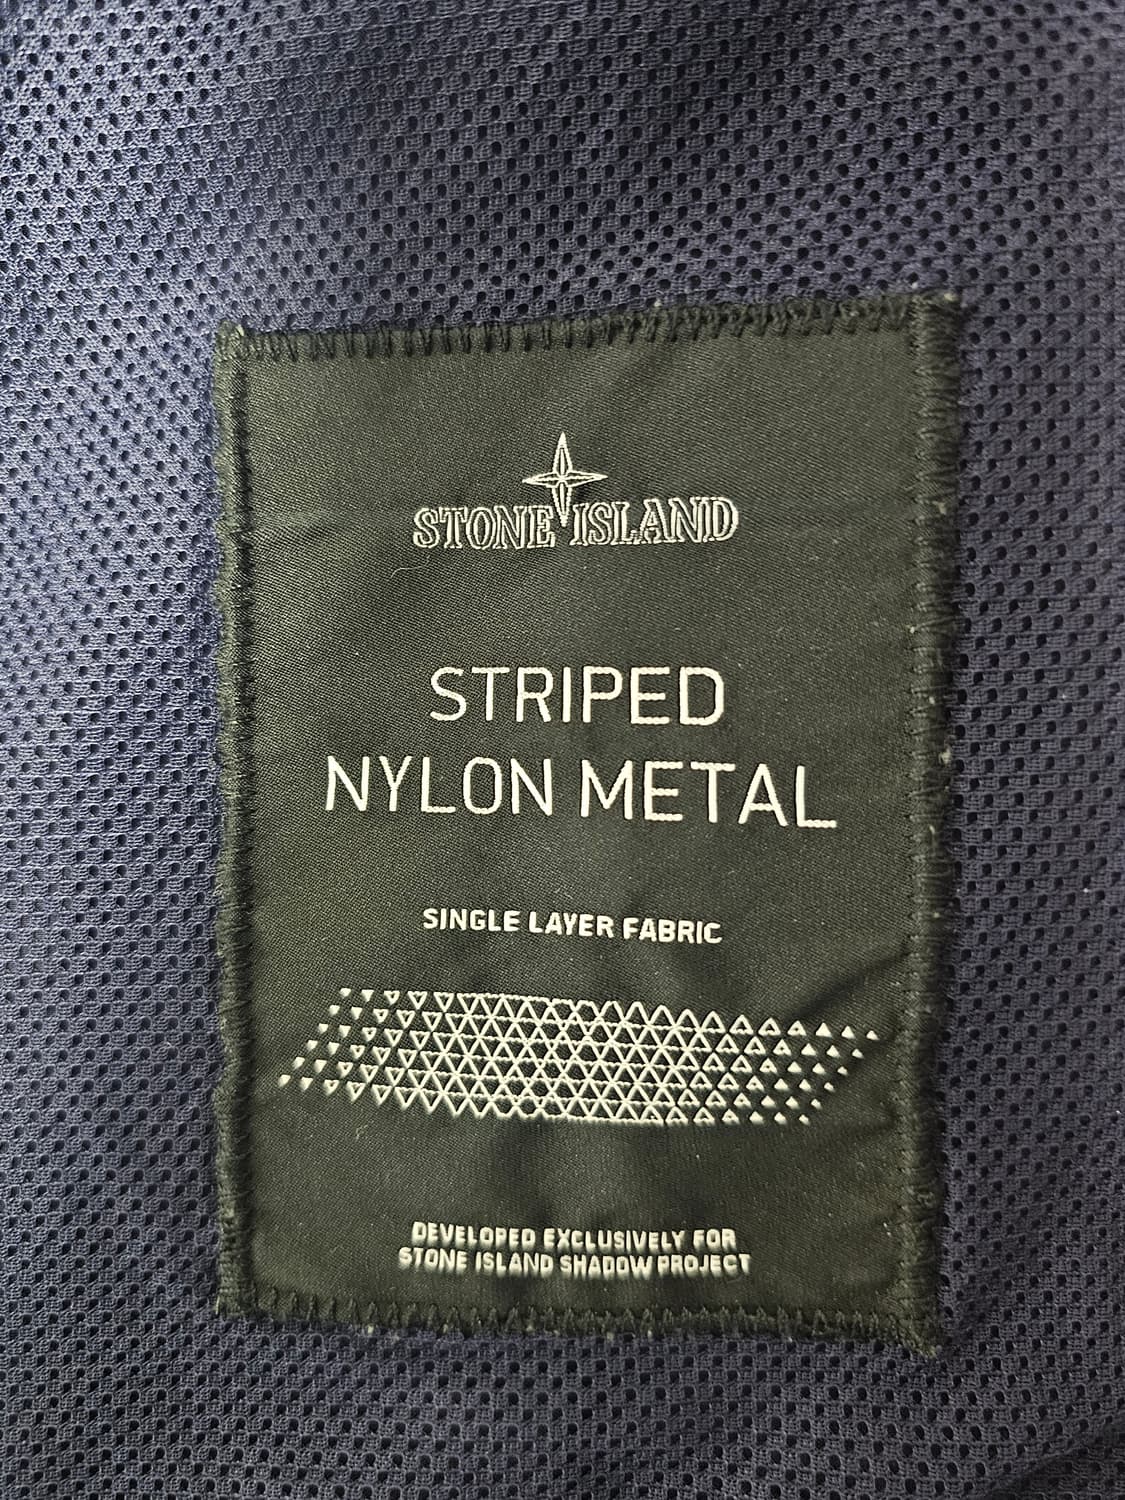 STONE ISLAND
STRIPED
NYLON METAL
SINGLE LAYER FABRIC
DEVELOPED EXCLUSIVELY FOR
STONE ISLAND SHADOW PROJECT